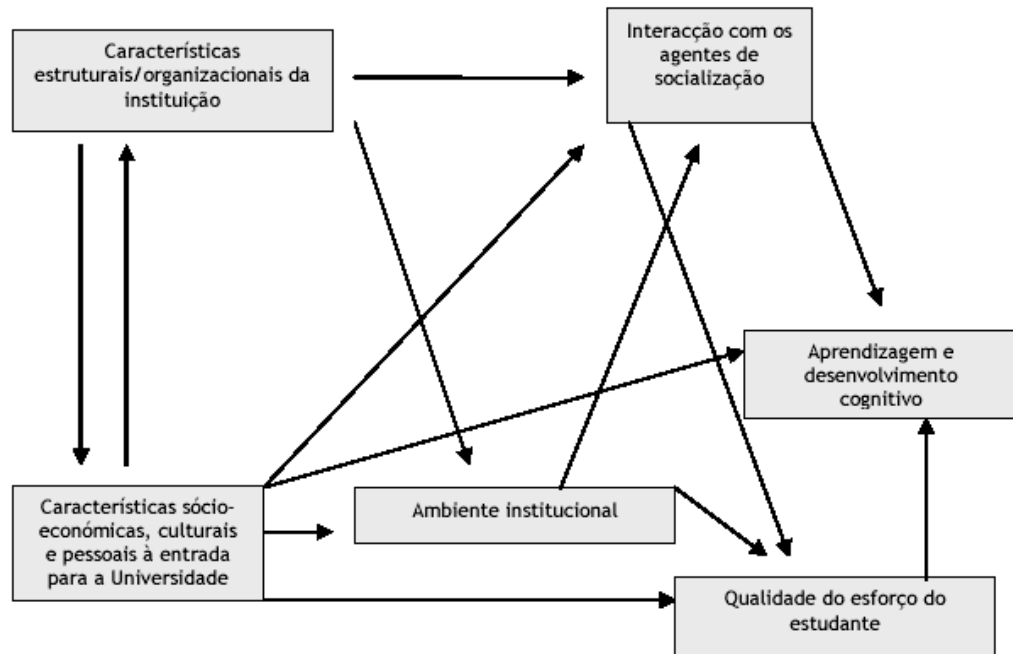 Características
estruturais/organizacionais da
instituição
Interacção com os
agentes de
socialização
Aprendizagem e
desenvolvimento
cognitivo
Características sócio-
económicas, culturais
e pessoais à entrada
para a Universidade
Ambiente institucional
Qualidade do esforço do
estudante